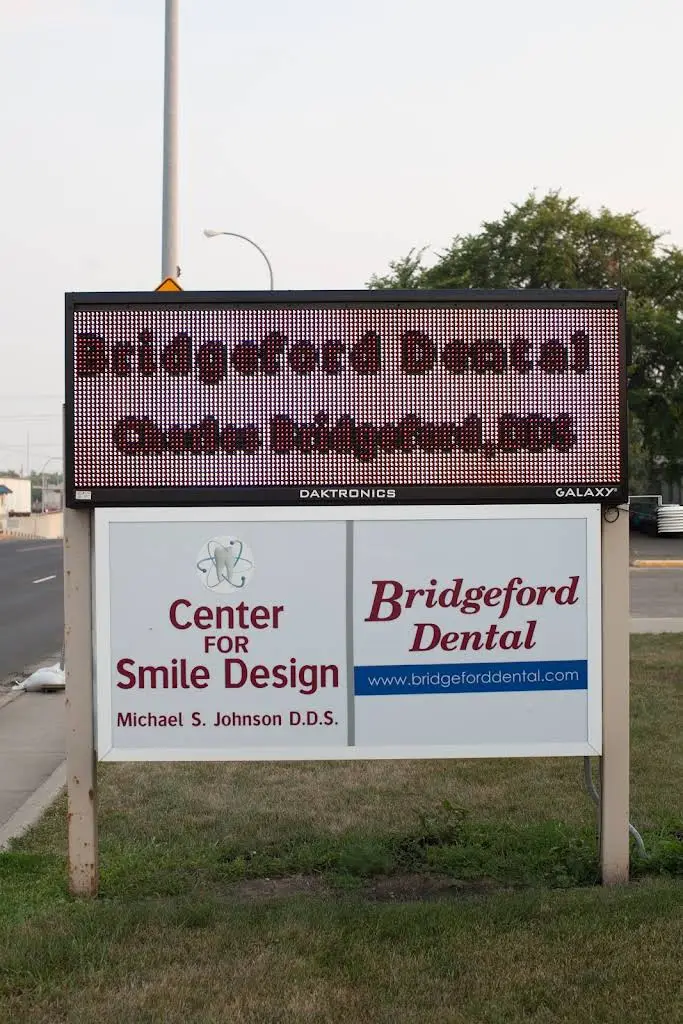 Bridgeford Dental
Charles Bridgeford, DDS
DAKTRONICS
GALAXY
Center
FOR
Smile Design
Michael S. Johnson D.D.S.
Bridgeford
Dental
www.bridgeforddental.com